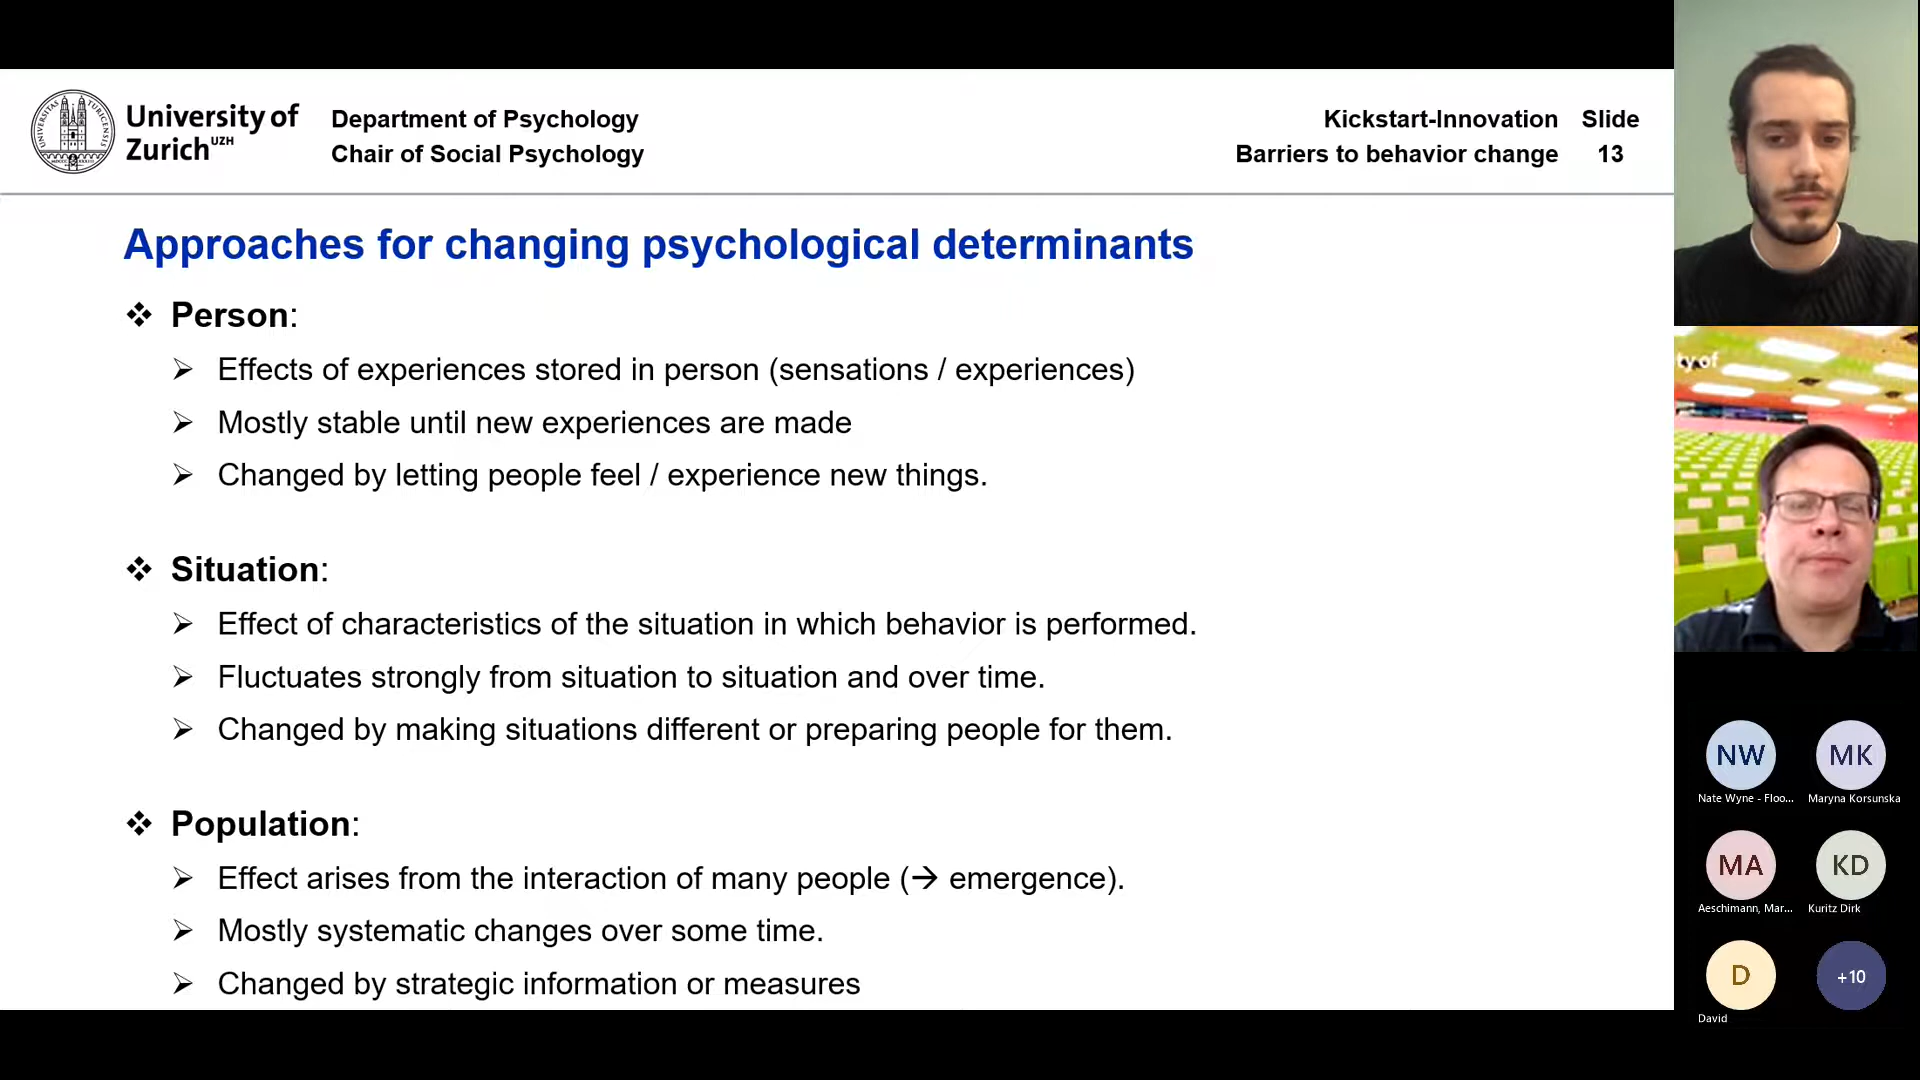 University of
Zurich UZH
Department of Psychology
Chair of Social Psychology
Kickstart-Innovation
Barriers to behavior change
Slide
13
Approaches for changing psychological determinants
❖ Person:
➢ Effects of experiences stored in person (sensations / experiences)
➢ Mostly stable until new experiences are made
➢ Changed by letting people feel / experience new things.
❖ Situation:
➢ Effect of characteristics of the situation in which behavior is performed.
➢ Fluctuates strongly from situation to situation and over time.
➢ Changed by making situations different or preparing people for them.
❖ Population:
➢ Effect arises from the interaction of many people (→ emergence).
➢ Mostly systematic changes over some time.
➢ Changed by strategic information or measures
ty of
NW
Nate Wyne - Floo...
MK
Maryna Korsunska
MA
Aeschimann, Mar...
KD
Kuritz Dirk
D
David
+10